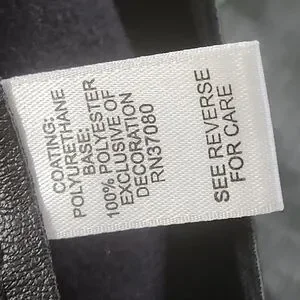 COATING:
POLYURETHANE
BASE:
100% POLYESTER
EXCLUSIVE OF
DECORATION
RN37080
SEE REVERSE
FOR CARE